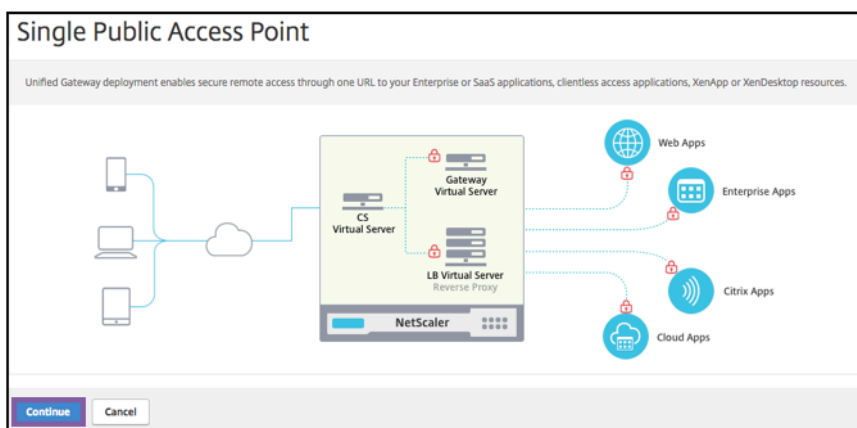 Single Public Access Point
Unified Gateway deployment enables secure remote access through one URL to your Enterprise or SaaS applications, clientless access applications, XenApp or XenDesktop resources.
Web Apps
Gateway
Virtual Server
Enterprise Apps
CS
Virtual Server
LB Virtual Server
Reverse Proxy
Citrix Apps
NetScaler
Cloud Apps
Continue
Cancel